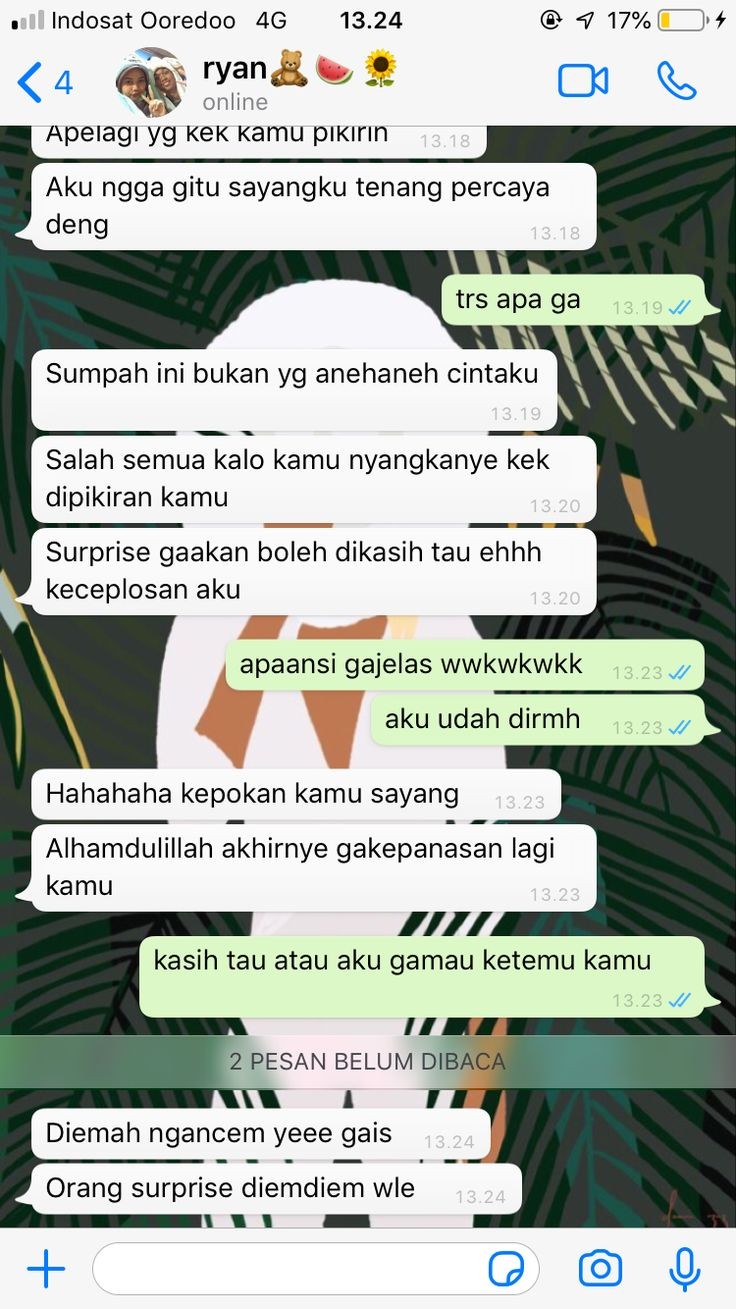 Indosat Ooredoo 4G 13.24 17%
4 ryan🧸🍉🌻
online
Apelagi yg kek kamu pikirin 13.18
Aku ngga gitu sayangku tenang percaya
deng 13.18
trs apa ga 13.19
Sumpah ini bukan yg anehaneh cintaku
13.19
Salah semua kalo kamu nyangkanye kek
dipikiran kamu 13.20
Surprise gaakan boleh dikasih tau ehhh
keceplosan aku 13.20
apaansi gajelas wwkwkwkk 13.23
aku udah dirmh 13.23
Hahahaha kepokan kamu sayang 13.23
Alhamdulillah akhirnye gakepanasan lagi
kamu 13.23
kasih tau atau aku gamau ketemu kamu
13.23
2 PESAN BELUM DIBACA
Diemah ngancem yeee gais 13.24
Orang surprise diemdiem wle 13.24